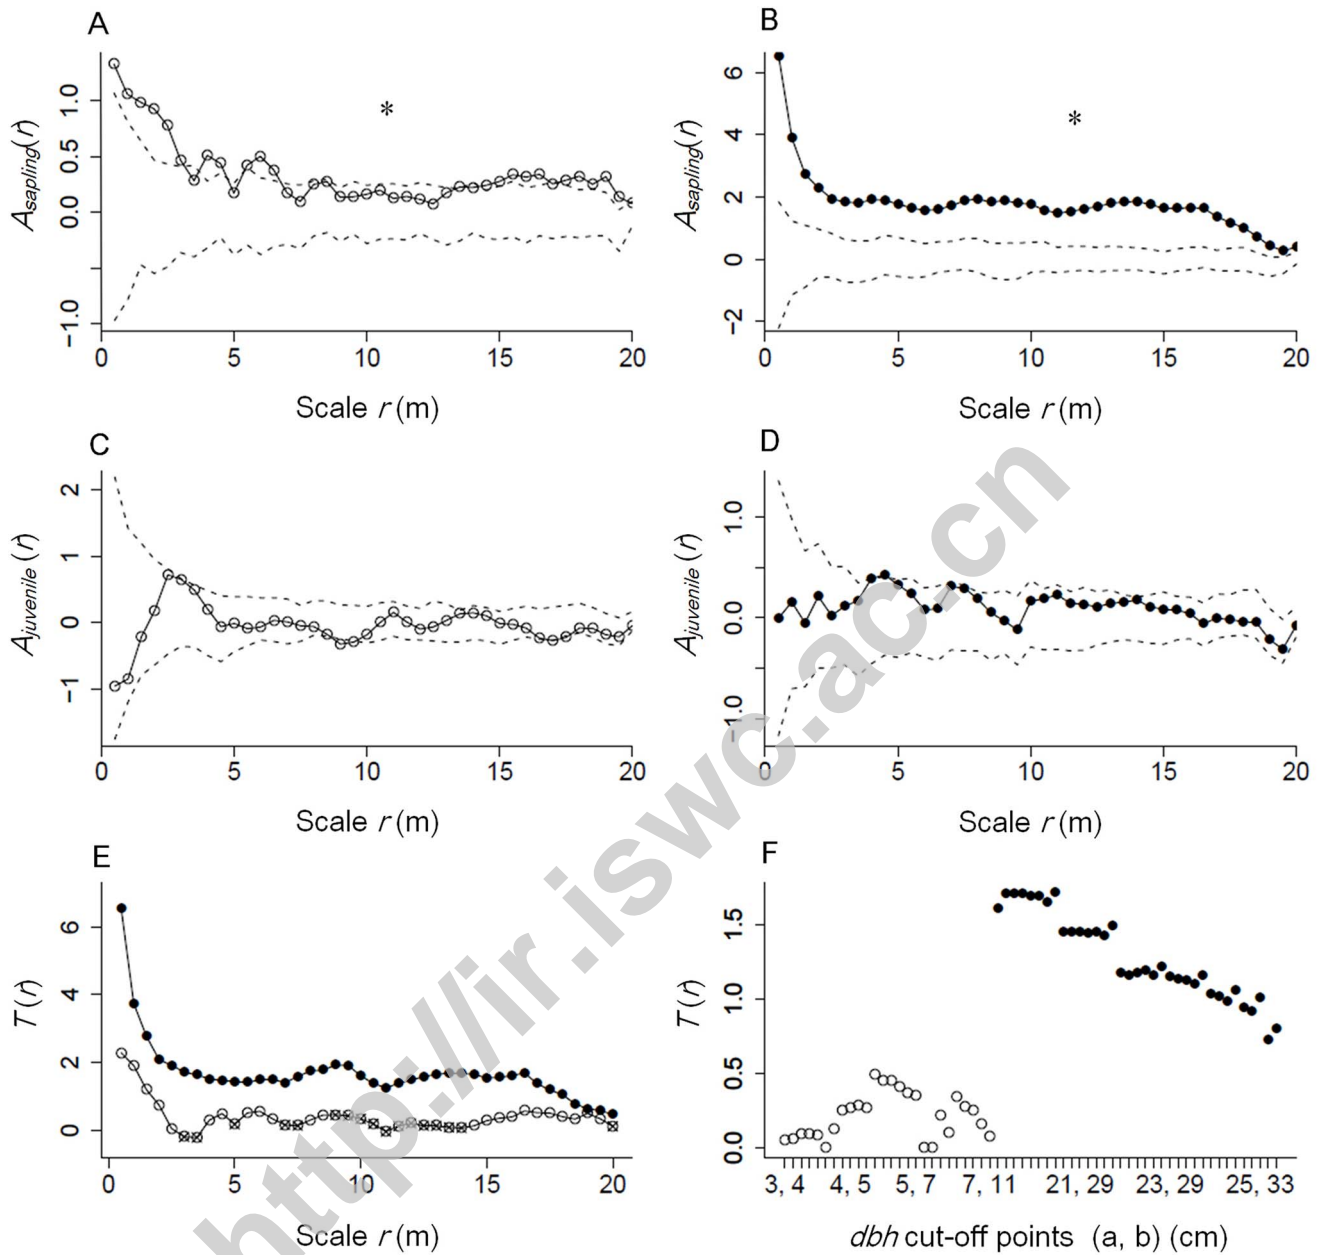 A
A_sapling(r)
1.0
0.5
0.0
−1.0
*
0 5 10 15 20
Scale r (m)
B
A_sapling(r)
6
4
2
0
−2
*
0 5 10 15 20
Scale r (m)
C
A_juvenile (r)
2
1
0
−1
0 5 10 15 20
Scale r (m)
D
A_juvenile (r)
1.0
0.0
−1.0
0 5 10 15 20
Scale r (m)
E
T (r)
6
4
2
0
0 5 10 15 20
Scale r (m)
F
T (r)
1.5
1.0
0.5
0.0
3, 4 4, 5 5, 7 7, 11 21, 29 23, 29 25, 33
dbh cut-off points (a, b) (cm)
http://ir.iswc.ac.cn